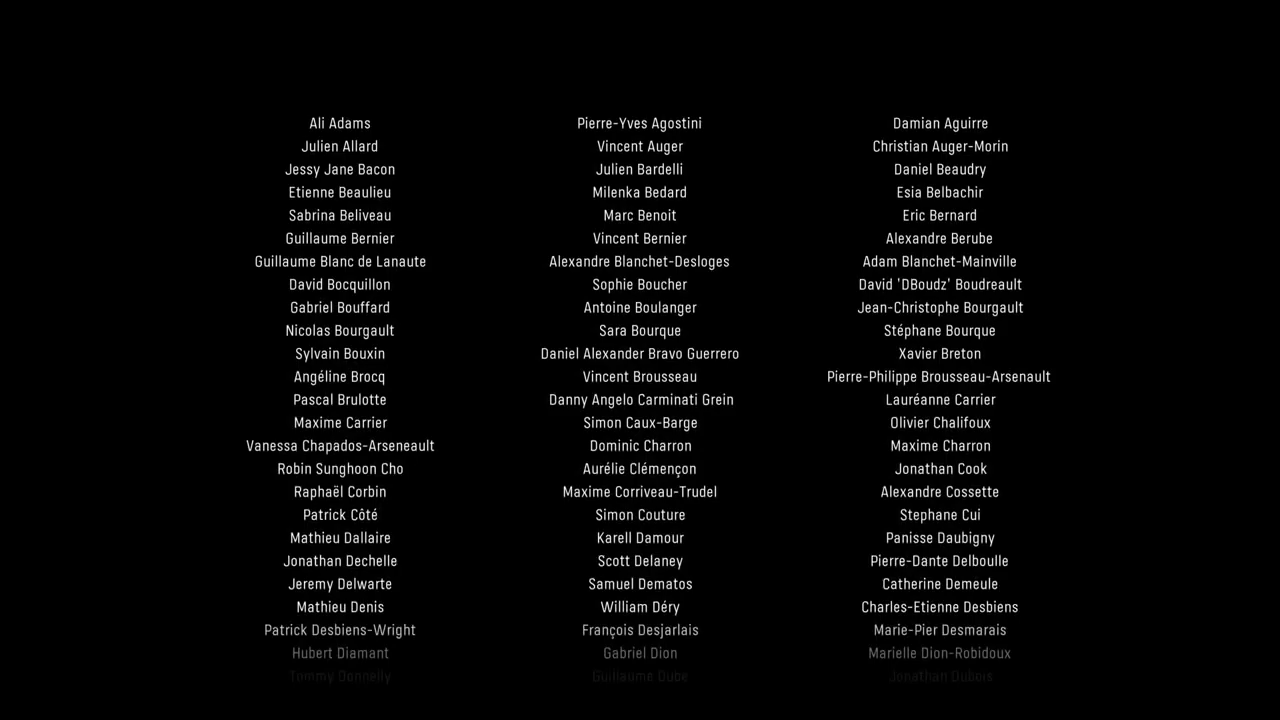 Ali Adams Pierre-Yves Agostini Damian Aguirre
Julien Allard Vincent Auger Christian Auger-Morin
Jessy Jane Bacon Julien Bardelli Daniel Beaudry
Etienne Beaulieu Milenka Bedard Esia Belbachir
Sabrina Beliveau Marc Benoit Eric Bernard
Guillaume Bernier Vincent Bernier Alexandre Berube
Guillaume Blanc de Lanaute Alexandre Blanchet-Desloges Adam Blanchet-Mainville
David Bocquillon Sophie Boucher David 'DBoudz' Boudreault
Gabriel Bouffard Antoine Boulanger Jean-Christophe Bourgault
Nicolas Bourgault Sara Bourque Stéphane Bourque
Sylvain Bouxin Daniel Alexander Bravo Guerrero Xavier Breton
Angéline Brocq Vincent Brousseau Pierre-Philippe Brousseau-Arsenault
Pascal Brulotte Danny Angelo Carminati Grein Lauréanne Carrier
Maxime Carrier Simon Caux-Barge Olivier Chalifoux
Vanessa Chapados-Arseneault Dominic Charron Maxime Charron
Robin Sunghoon Cho Aurélie Clémençon Jonathan Cook
Raphaël Corbin Maxime Corriveau-Trudel Alexandre Cossette
Patrick Côté Simon Couture Stephane Cui
Mathieu Dallaire Karell Damour Panisse Daubigny
Jonathan Dechelle Scott Delaney Pierre-Dante Delboulle
Jeremy Delwarte Samuel Dematos Catherine Demeule
Mathieu Denis William Déry Charles-Etienne Desbiens
Patrick Desbiens-Wright François Desjarlais Marie-Pier Desmarais
Hubert Diamant Gabriel Dion Marielle Dion-Robidoux
Tommy Donnelly Guillaume Dube Jonathan Dubois